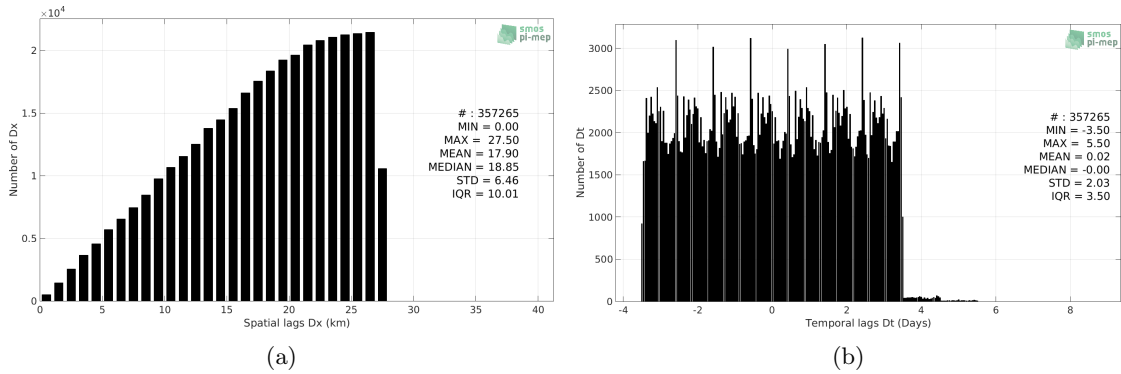 ×10⁴
2
1.5
1
0.5
0
Number of Dx
0 5 10 15 20 25 30 35 40
Spatial lags Dx (km)
smos
pi-mep
# : 357265
MIN = 0.00
MAX = 27.50
MEAN = 17.90
MEDIAN = 18.85
STD = 6.46
IQR = 10.01
(a)
3000
2500
2000
1500
1000
500
0
Number of Dt
-4 -2 0 2 4 6 8
Temporal lags Dt (Days)
smos
pi-mep
# : 357265
MIN = -3.50
MAX = 5.50
MEAN = 0.02
MEDIAN = -0.00
STD = 2.03
IQR = 3.50
(b)